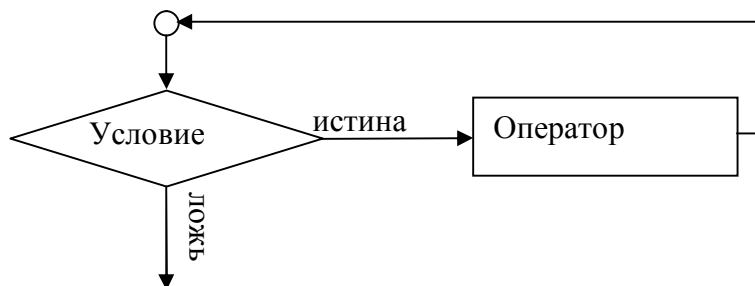 Условие
истина
Оператор
ложь